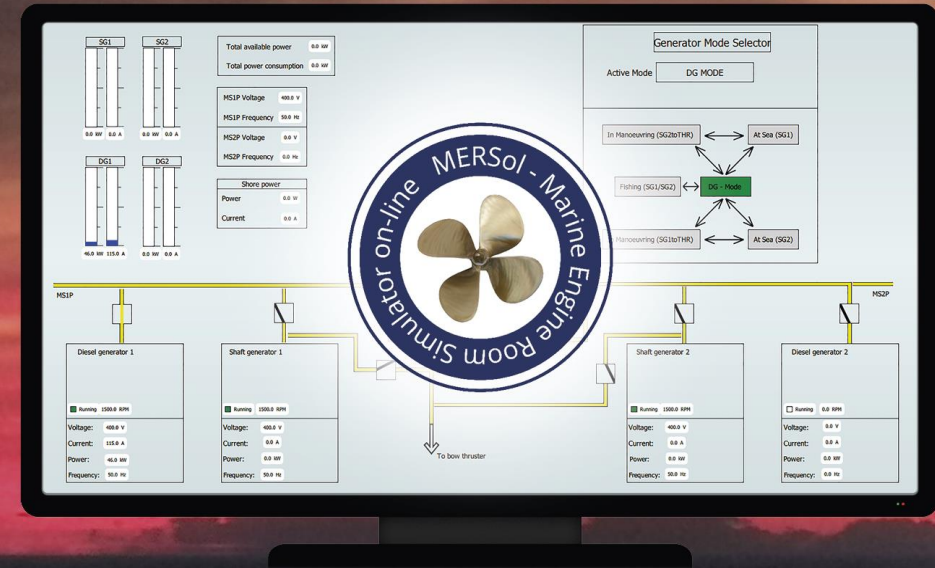 SG1
SG2
0.0 kW 0.0 A
0.0 kW 0.0 A
DG1
DG2
46.0 kW 115.0 A
0.0 kW 0.0 A
Total available power 0.0 kW
Total power consumption 0.0 kW
MS1P Voltage 400.0 V
MS1P Frequency 50.0 Hz
MS2P Voltage 0.0 V
MS2P Frequency 0.0 Hz
Shore power
Power 0.0 W
Current 0.0 A
Generator Mode Selector
Active Mode DG MODE
In Manoeuvring (SG2toTHR)
At Sea (SG1)
Fishing (SG1/SG2)
DG - Mode
Manoeuvring (SG1toTHR)
At Sea (SG2)
MERSol - Marine Engine Room Simulator on-line
MS1P
MS2P
Diesel generator 1
Running 1500.0 RPM
Voltage: 400.0 V
Current: 115.0 A
Power: 46.0 kW
Frequency: 50.0 Hz
Shaft generator 1
Running 1500.0 RPM
Voltage: 400.0 V
Current: 0.0 A
Power: 0.0 kW
Frequency: 50.0 Hz
To bow thruster
Shaft generator 2
Running 1500.0 RPM
Voltage: 400.0 V
Current: 0.0 A
Power: 0.0 kW
Frequency: 50.0 Hz
Diesel generator 2
Running 0.0 RPM
Voltage: 0.0 V
Current: 0.0 A
Power: 0.0 kW
Frequency: 0.0 Hz